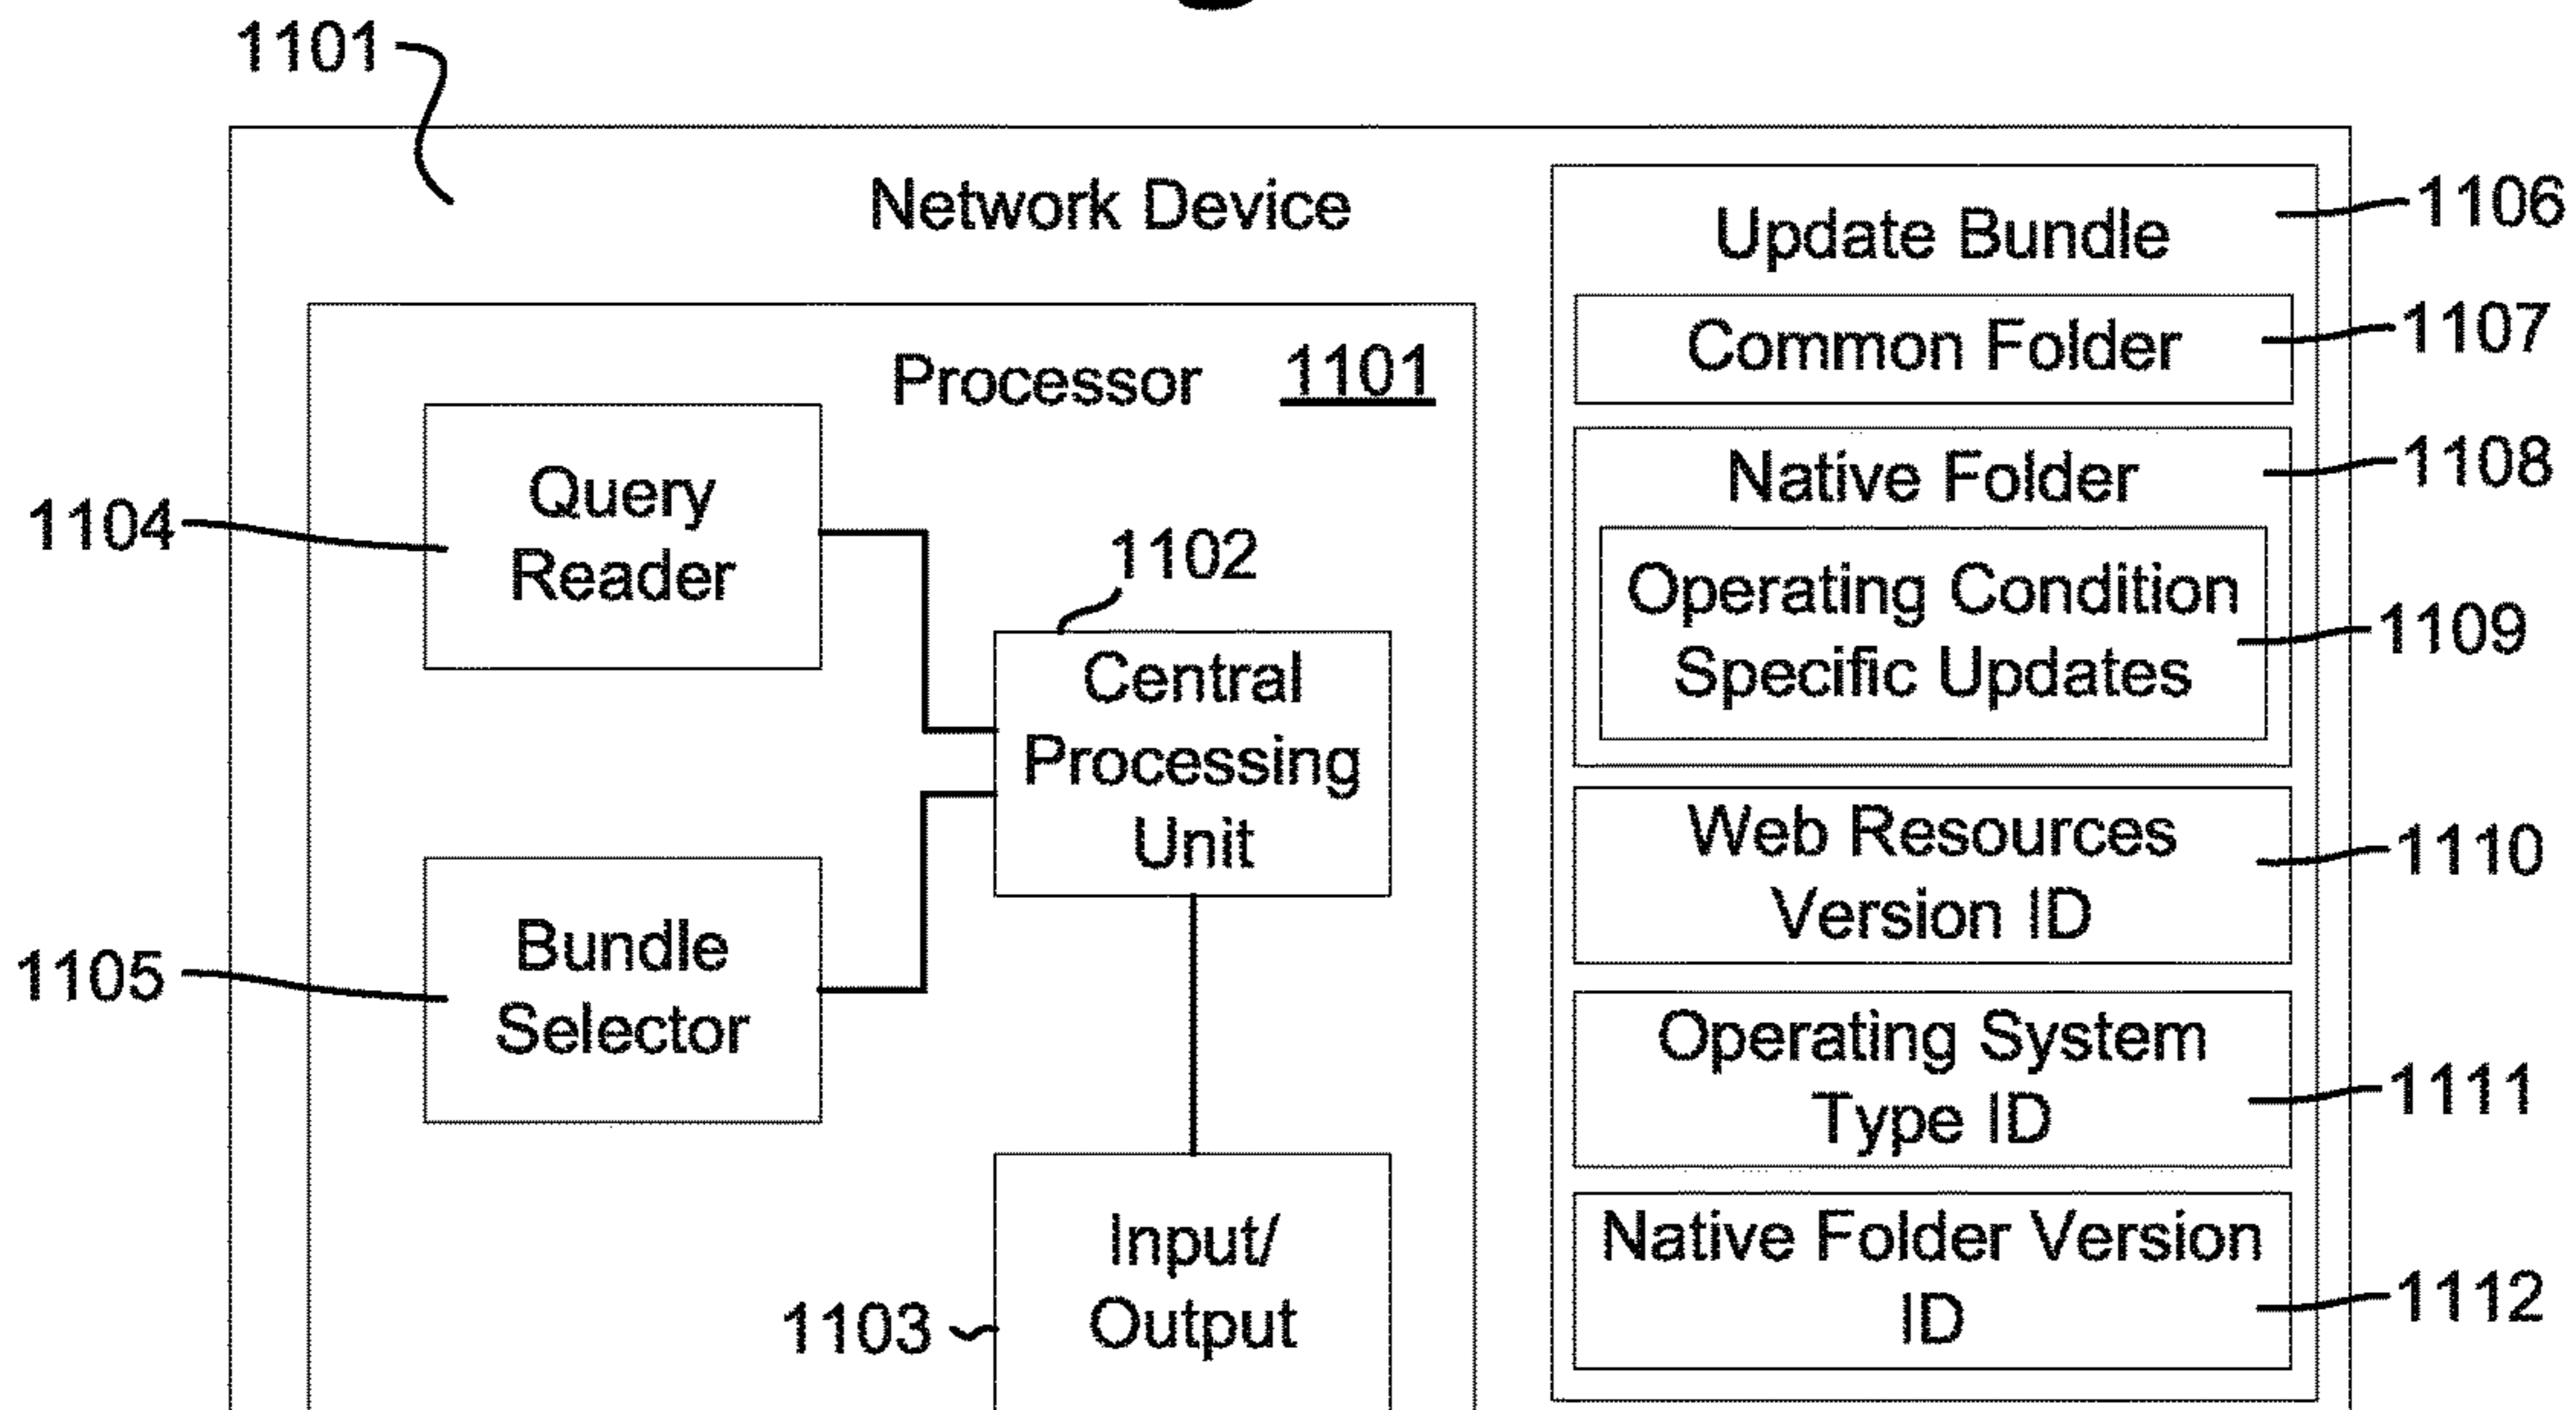 1101
Network Device
Processor 1101
1104
Query
Reader
1102
Central
Processing
Unit
1105
Bundle
Selector
1103
Input/
Output
Update Bundle
1106
Common Folder
1107
Native Folder
1108
Operating Condition
Specific Updates
1109
Web Resources
Version ID
1110
Operating System
Type ID
1111
Native Folder Version
ID
1112